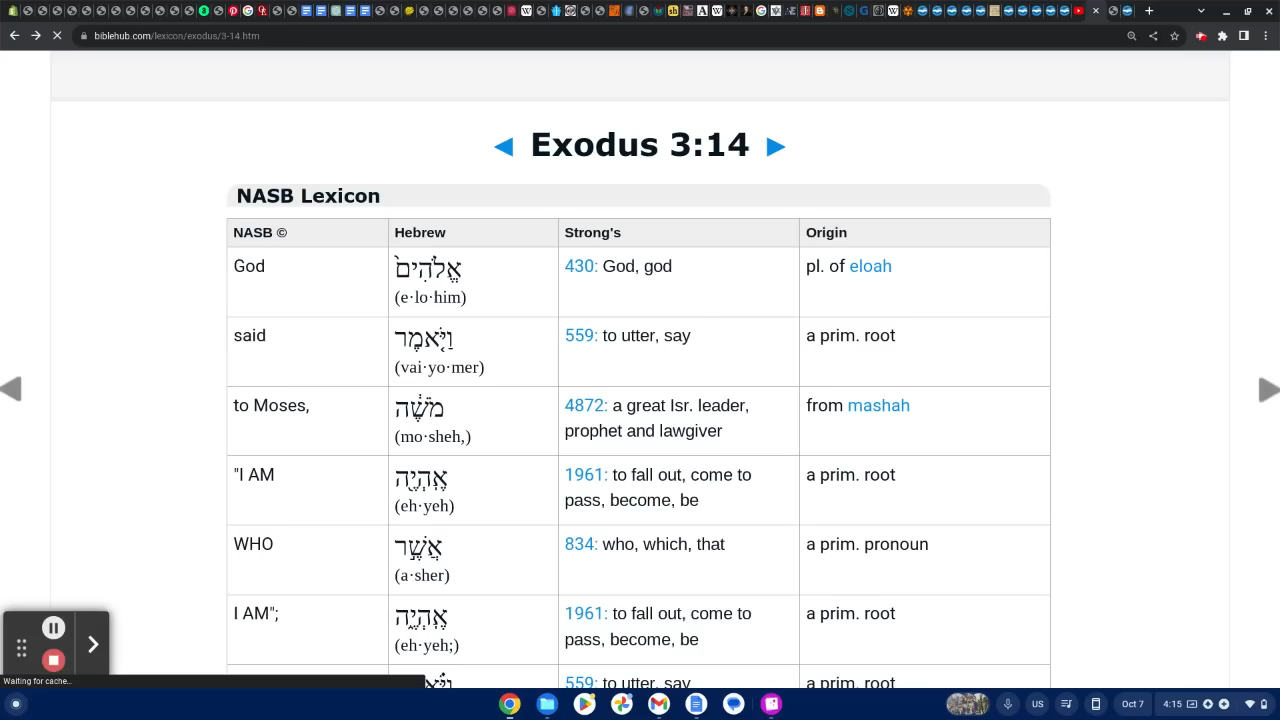 biblehub.com/lexicon/exodus/3-14.htm
◄ Exodus 3:14 ►
NASB Lexicon
NASB © Hebrew Strong's Origin
God אֱלֹהִים֙ 430: God, god pl. of eloah
(e·lo·him)
said וַיֹּ֤אמֶר 559: to utter, say a prim. root
(vai·yo·mer)
to Moses, מֹשֶׁ֔ה 4872: a great Isr. leader, from mashah
(mo·sheh,) prophet and lawgiver
"I AM אֶֽהְיֶ֖ה 1961: to fall out, come to a prim. root
(eh·yeh) pass, become, be
WHO אֲשֶׁ֣ר 834: who, which, that a prim. pronoun
(a·sher)
I AM"; אֶֽהְיֶ֑ה 1961: to fall out, come to a prim. root
(eh·yeh;) pass, become, be
559: to utter, say a prim. root
Waiting for cache...
US Oct 7 4:15